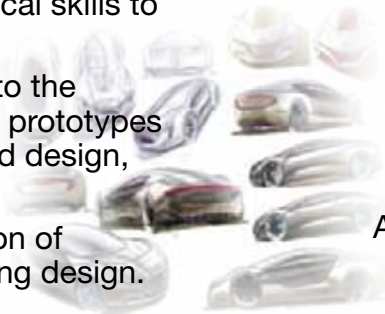 cal skills to
to the
prototypes
d design,
on of
A
ng design.